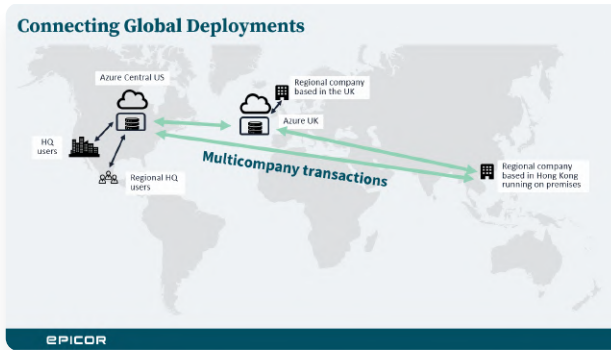 Connecting Global Deployments
Azure Central US
Regional company
based in the UK
Azure UK
HQ
users
Regional HQ
users
Multicompany transactions
Regional company
based in Hong Kong
running on premises
EPICOR